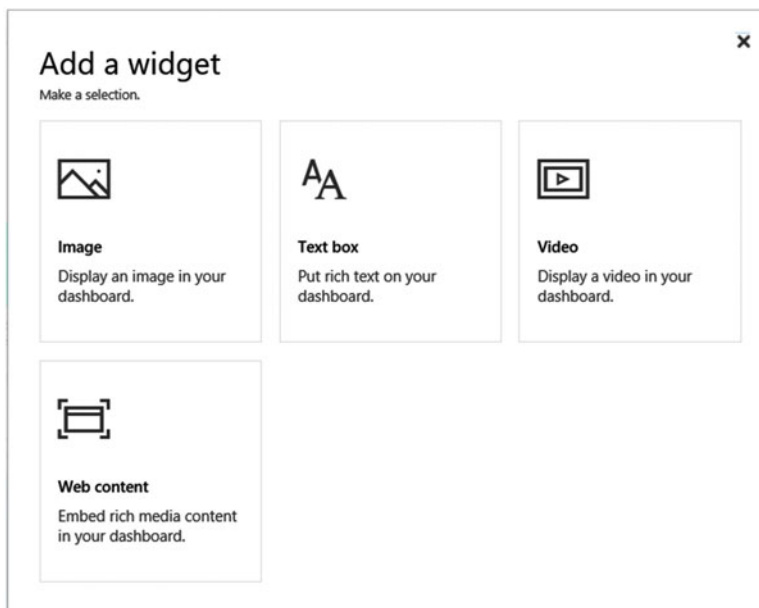 Add a widget
Make a selection.
Image
Display an image in your
dashboard.
Text box
Put rich text on your
dashboard.
Video
Display a video in your
dashboard.
Web content
Embed rich media content
in your dashboard.